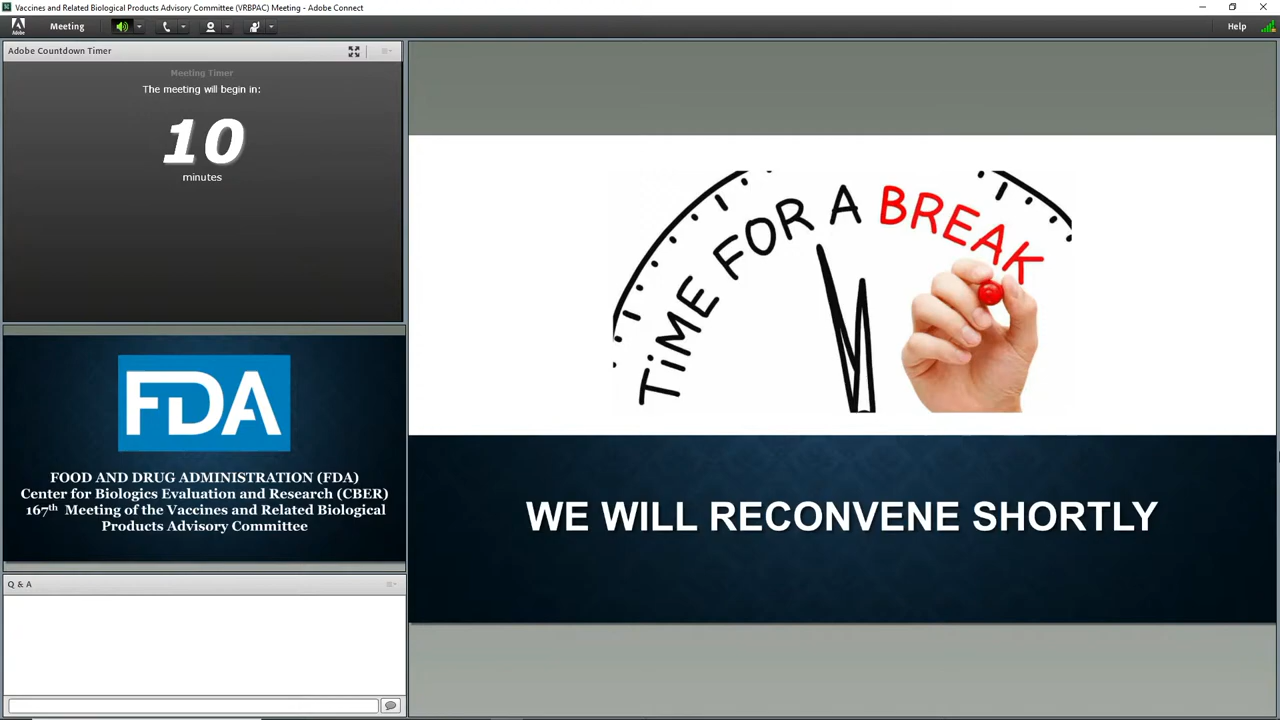 Vaccines and Related Biological Products Advisory Committee (VRBPAC) Meeting - Adobe Connect
Meeting
Help
Adobe Countdown Timer
Meeting Timer
The meeting will begin in:
10
minutes
TiME FOR A BREAK
FDA
FOOD AND DRUG ADMINISTRATION (FDA)
Center for Biologics Evaluation and Research (CBER)
167th Meeting of the Vaccines and Related Biological
Products Advisory Committee
WE WILL RECONVENE SHORTLY
Q & A